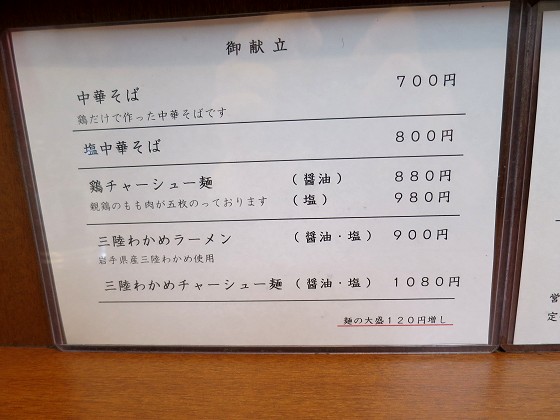 御献立
中華そば　７００円
鶏だけで作った中華そばです
塩中華そば　８００円
鶏チャーシュー麺　（醤油）　８８０円
親鶏のもも肉が五枚のっております　（塩）　９８０円
三陸わかめラーメン　（醤油・塩）　９００円
岩手県産三陸わかめ使用
三陸わかめチャーシュー麺　（醤油・塩）　１０８０円
麺の大盛１２０円増し
営
定